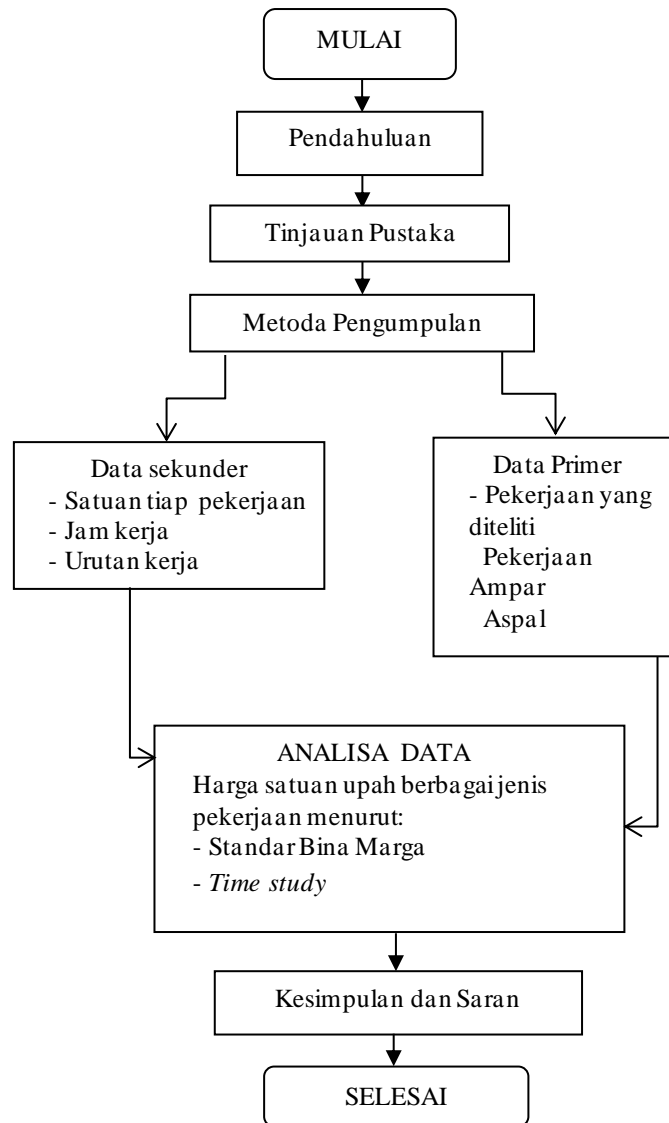 MULAI
Pendahuluan
Tinjauan Pustaka
Metoda Pengumpulan
Data sekunder
- Satuan tiap pekerjaan
- Jam kerja
- Urutan kerja
Data Primer
- Pekerjaan yang
diteliti
Pekerjaan
Ampar
Aspal
ANALISA DATA
Harga satuan upah berbagai jenis
pekerjaan menurut:
- Standar Bina Marga
- Time study
Kesimpulan dan Saran
SELESAI